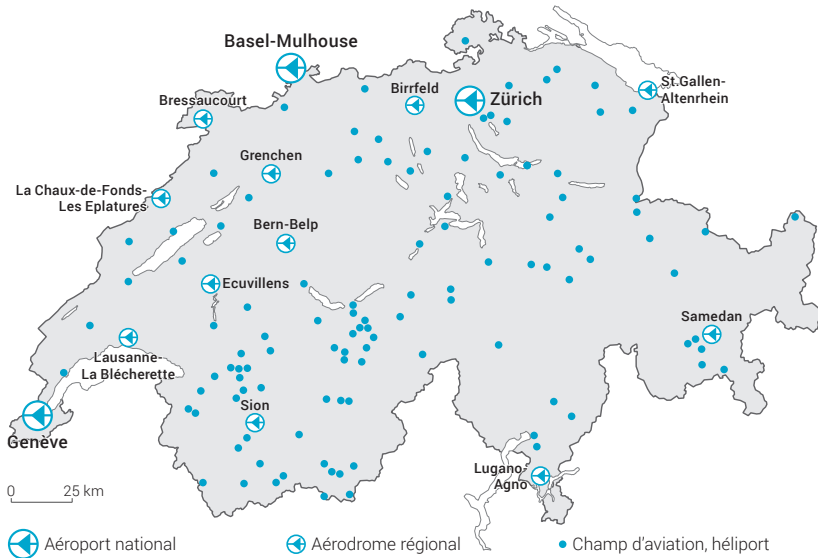 Basel-Mulhouse
Bressaucourt
Birrfeld
Zürich
St.Gallen-
Altenrhein
Grenchen
La Chaux-de-Fonds-
Les Eplatures
Bern-Belp
Ecuvillens
Samedan
Lausanne-
La Blécherette
Sion
Genève
Lugano-
Agno
0 25 km
Aéroport national
Aérodrome régional
Champ d'aviation, héliport